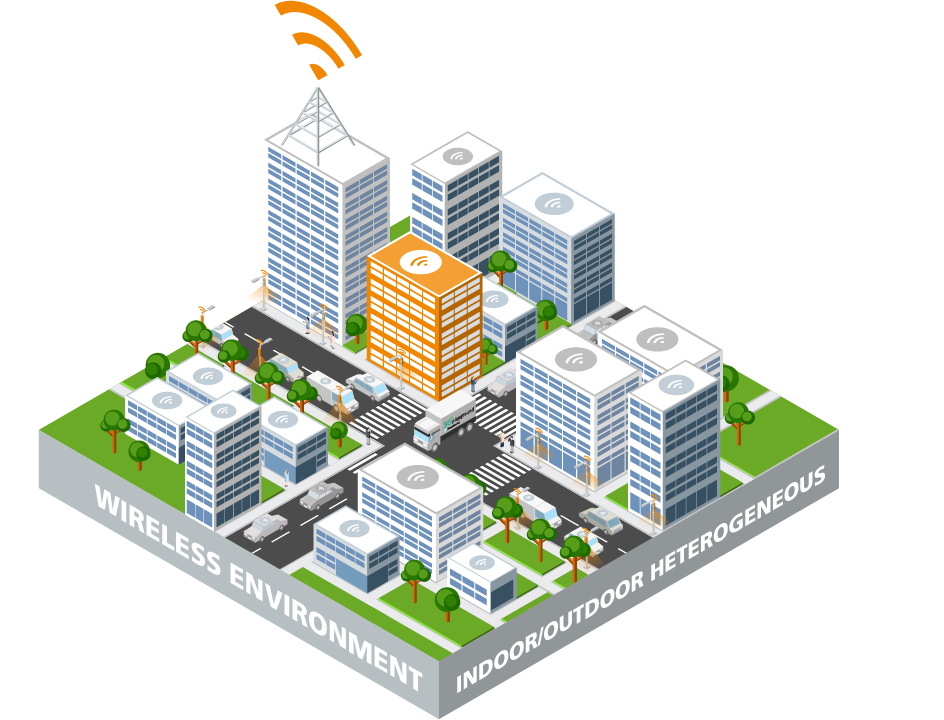 WIRELESS ENVIRONMENT
INDOOR/OUTDOOR HETEROGENEOUS